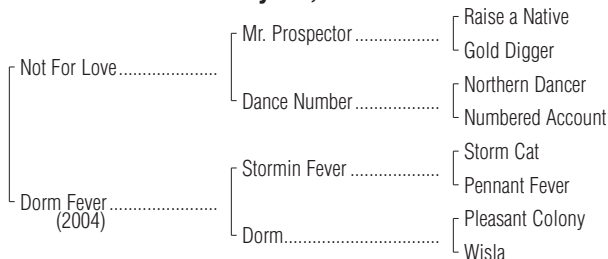 Raise a Native
Mr. Prospector..................
Gold Digger
Not For Love.....................
Northern Dancer
Dance Number..................
Numbered Account
Storm Cat
Stormin Fever ...................
Pennant Fever
Dorm Fever.......................
(2004)
Pleasant Colony
Dorm.................................
Wisla